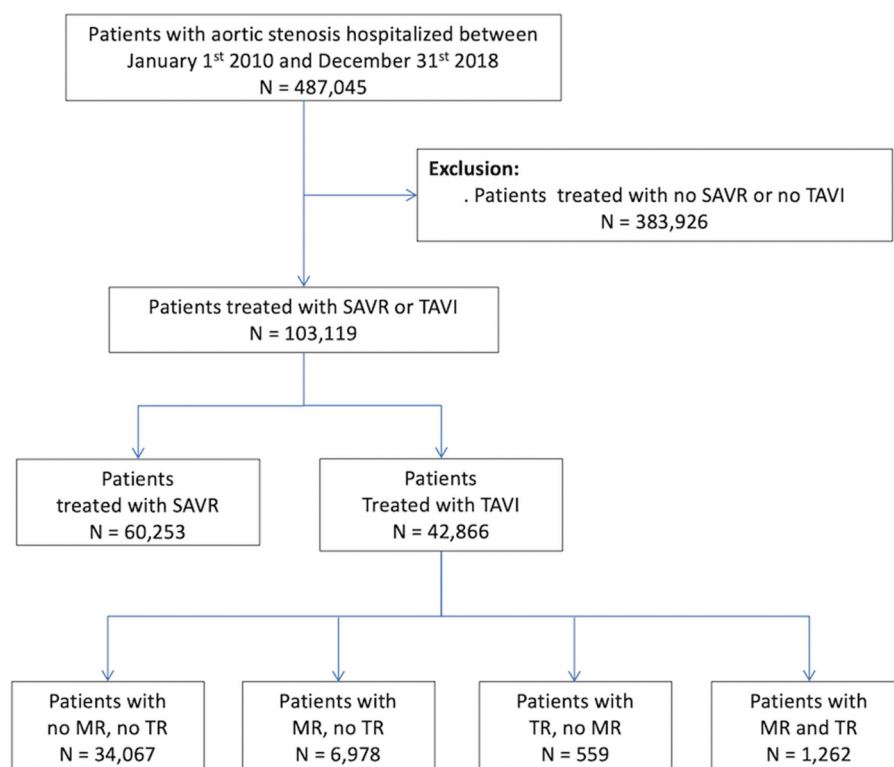 Patients with aortic stenosis hospitalized between
January 1st 2010 and December 31st 2018
N = 487,045
Exclusion:
. Patients treated with no SAVR or no TAVI
N = 383,926
Patients treated with SAVR or TAVI
N = 103,119
Patients
treated with SAVR
N = 60,253
Patients
Treated with TAVI
N = 42,866
Patients with
no MR, no TR
N = 34,067
Patients with
MR, no TR
N = 6,978
Patients with
TR, no MR
N = 559
Patients with
MR and TR
N = 1,262